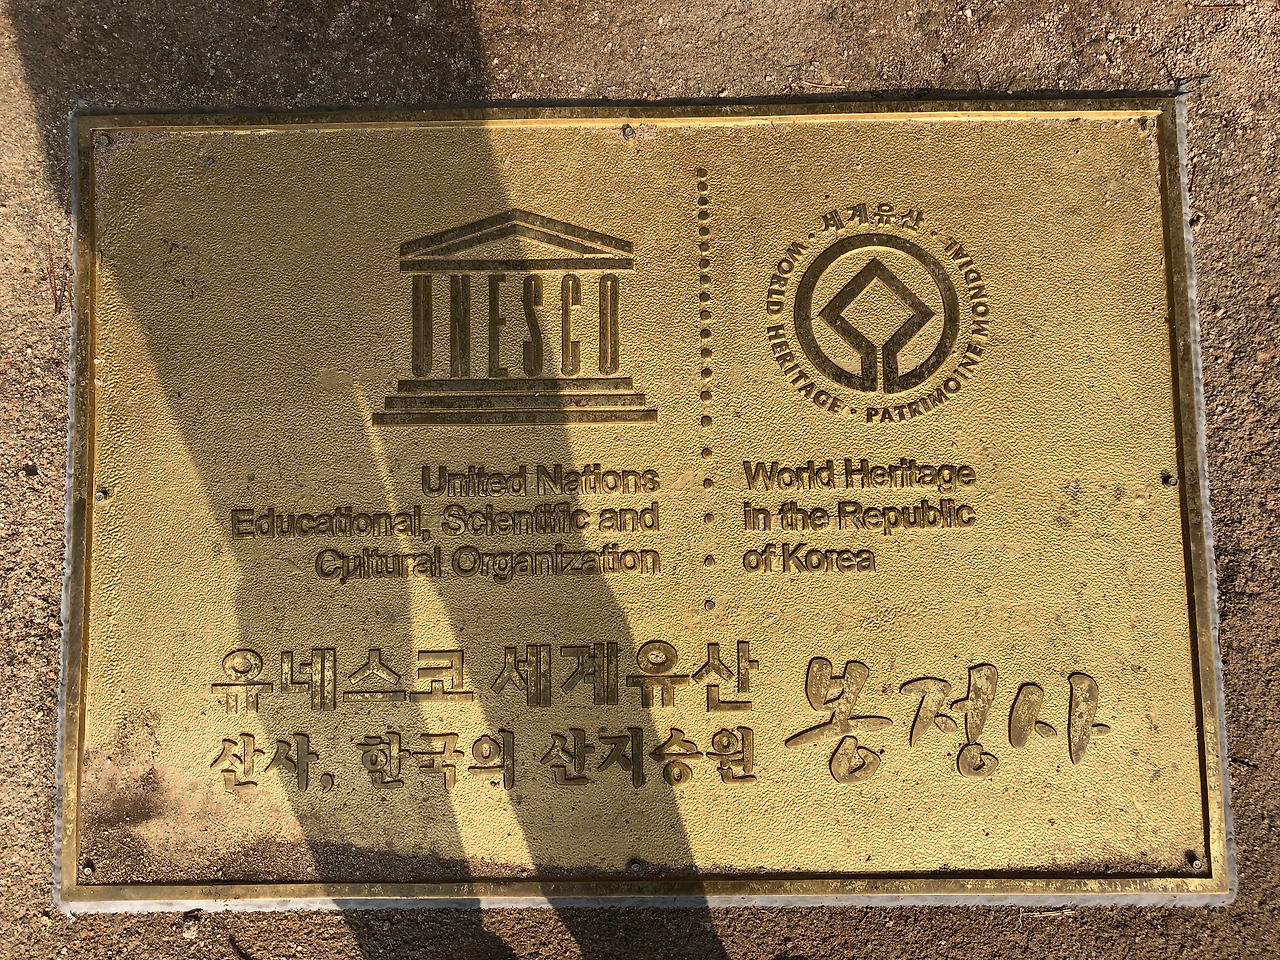 UNESCO
United Nations
Educational, Scientific and
Cultural Organization
· 세계유산 ·
WORLD HERITAGE · PATRIMOINE MONDIAL
World Heritage
in the Republic
of Korea
유네스코 세계유산
산사, 한국의 산지승원
봉정사